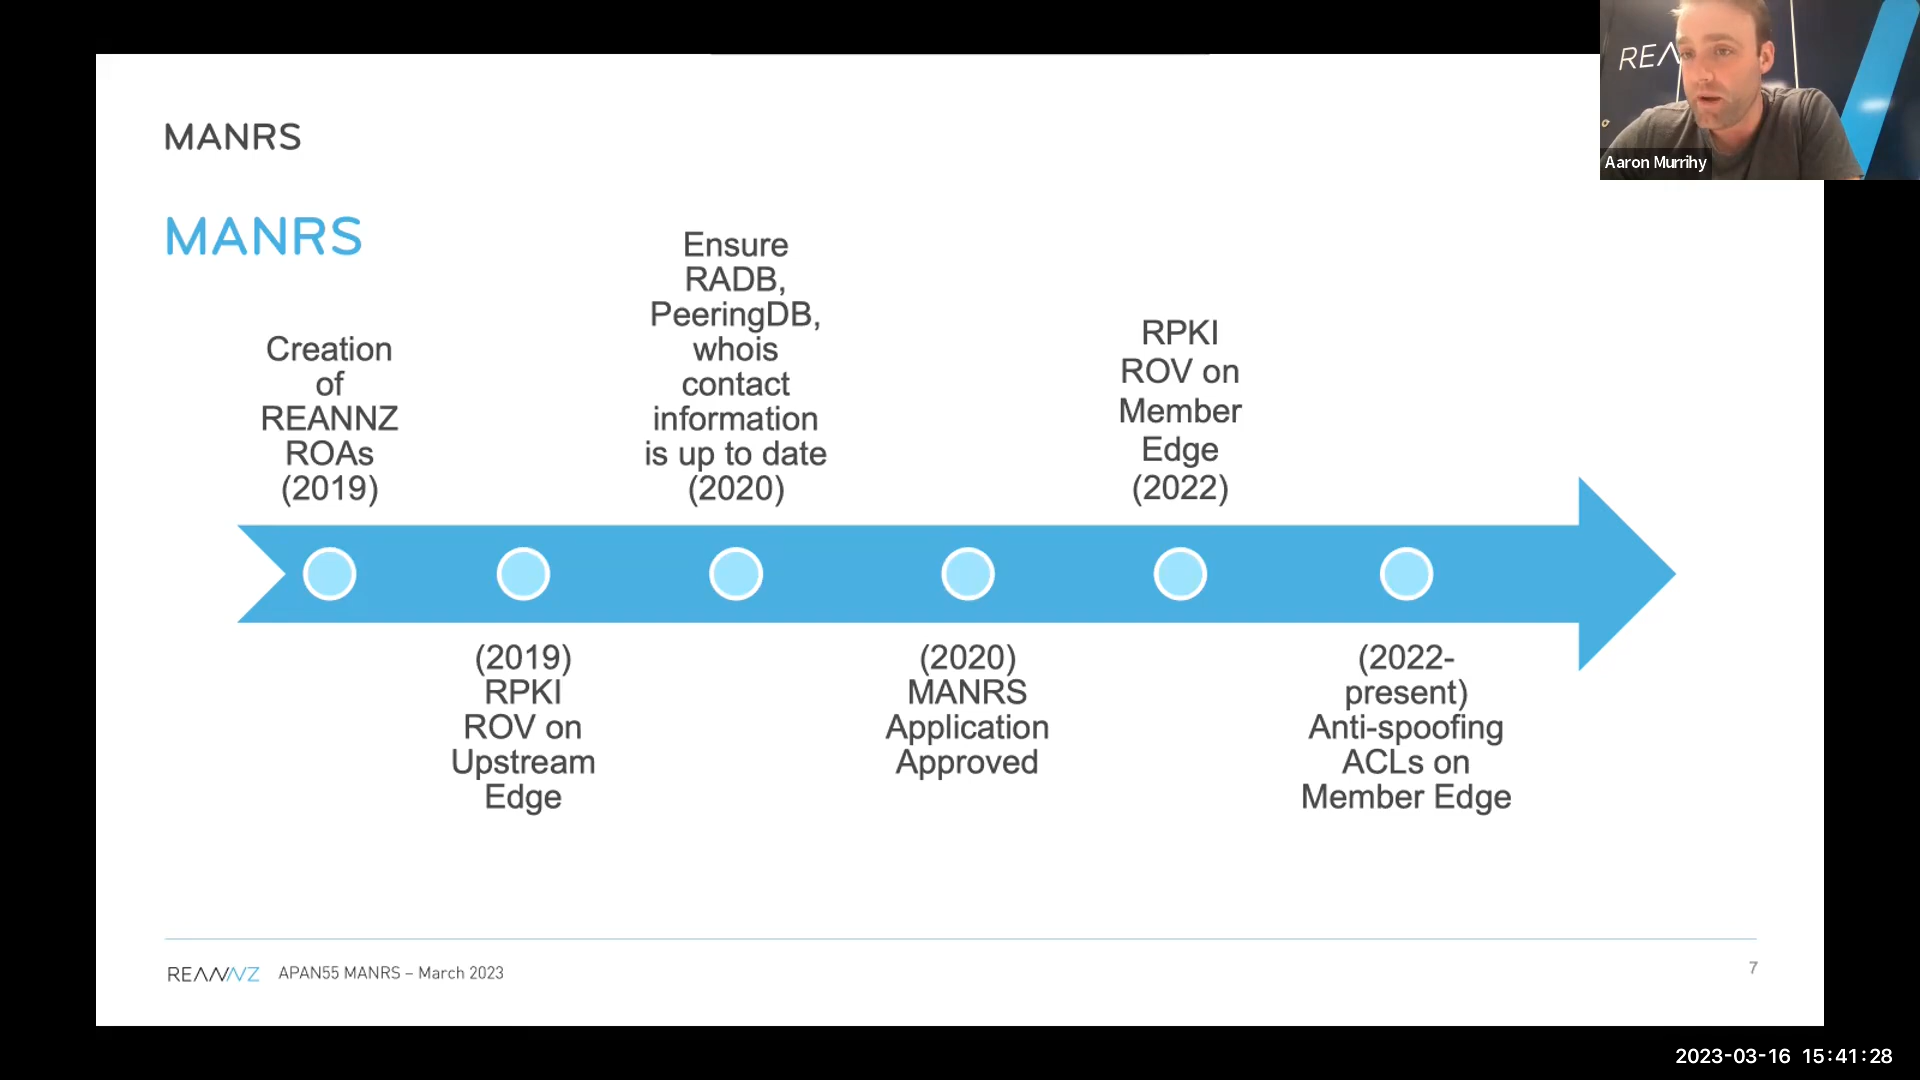 REA
Aaron Murrihy
MANRS
MANRS
Creation
of
REANNZ
ROAs
(2019)
(2019)
RPKI
ROV on
Upstream
Edge
Ensure
RADB,
PeeringDB,
whois
contact
information
is up to date
(2020)
(2020)
MANRS
Application
Approved
RPKI
ROV on
Member
Edge
(2022)
(2022-
present)
Anti-spoofing
ACLs on
Member Edge
REANNZ APAN55 MANRS – March 2023
7
2023-03-16 15:41:28